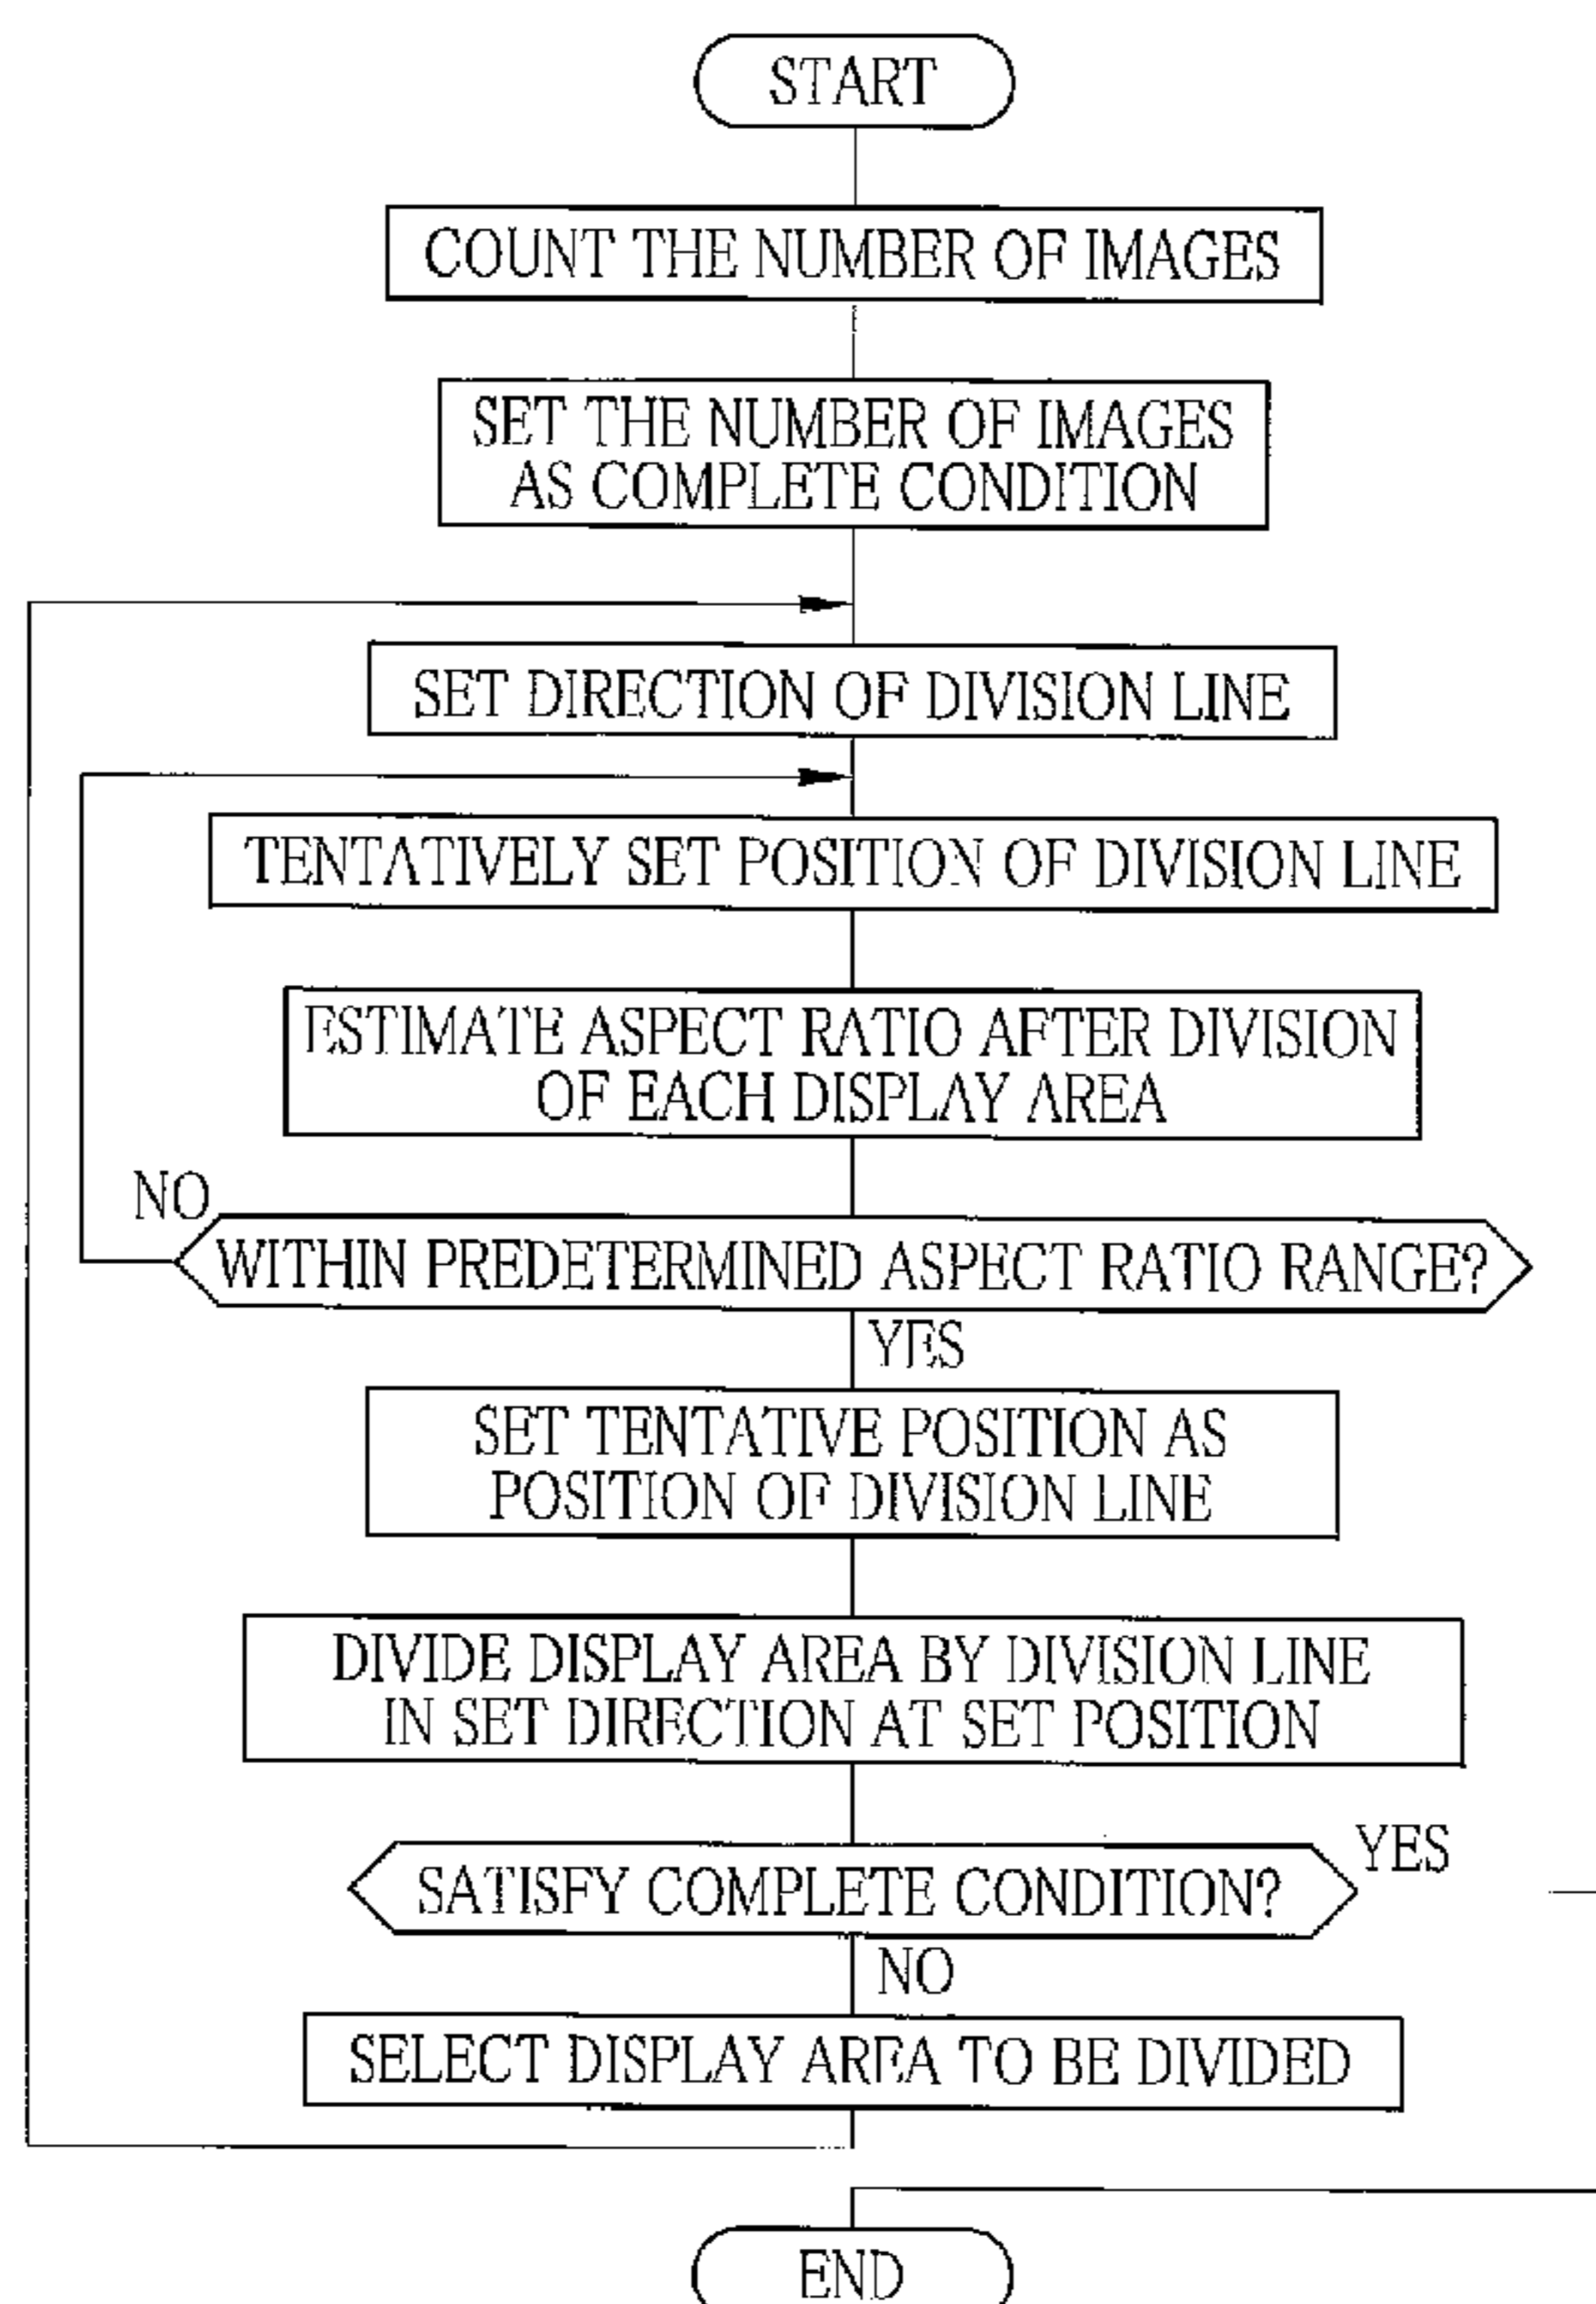 START
COUNT THE NUMBER OF IMAGES
SET THE NUMBER OF IMAGES
AS COMPLETE CONDITION
SET DIRECTION OF DIVISION LINE
TENTATIVELY SET POSITION OF DIVISION LINE
ESTIMATE ASPECT RATIO AFTER DIVISION
OF EACH DISPLAY AREA
NO
WITHIN PREDETERMINED ASPECT RATIO RANGE?
YES
SET TENTATIVE POSITION AS
POSITION OF DIVISION LINE
DIVIDE DISPLAY AREA BY DIVISION LINE
IN SET DIRECTION AT SET POSITION
YES
SATISFY COMPLETE CONDITION?
NO
SELECT DISPLAY AREA TO BE DIVIDED
END